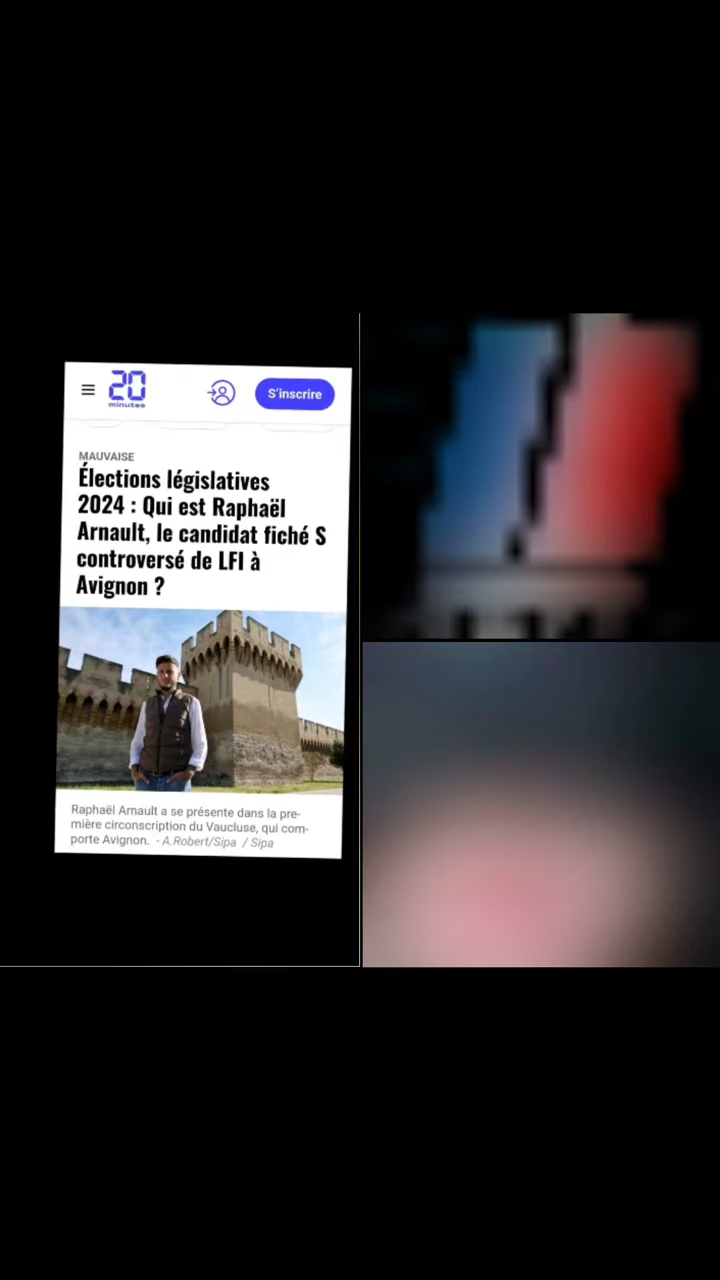 20
minutes
S'inscrire
MAUVAISE
Élections législatives
2024 : Qui est Raphaël
Arnault, le candidat fiché S
controversé de LFI à
Avignon ?
Raphaël Arnault a se présente dans la pre-
mière circonscription du Vaucluse, qui com-
porte Avignon. - A.Robert/Sipa / Sipa